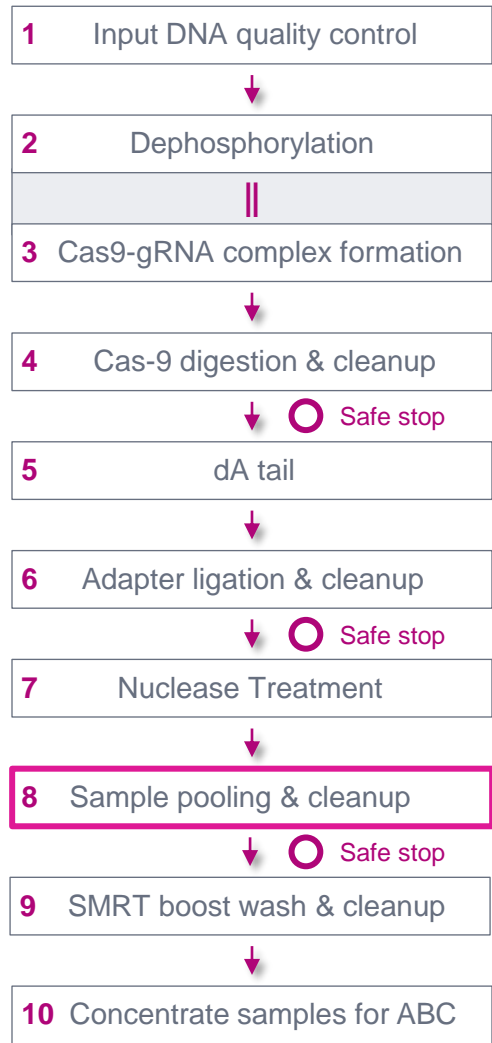 1 Input DNA quality control
2 Dephosphorylation
3 Cas9-gRNA complex formation
4 Cas-9 digestion & cleanup
Safe stop
5 dA tail
6 Adapter ligation & cleanup
Safe stop
7 Nuclease Treatment
8 Sample pooling & cleanup
Safe stop
9 SMRT boost wash & cleanup
10 Concentrate samples for ABC